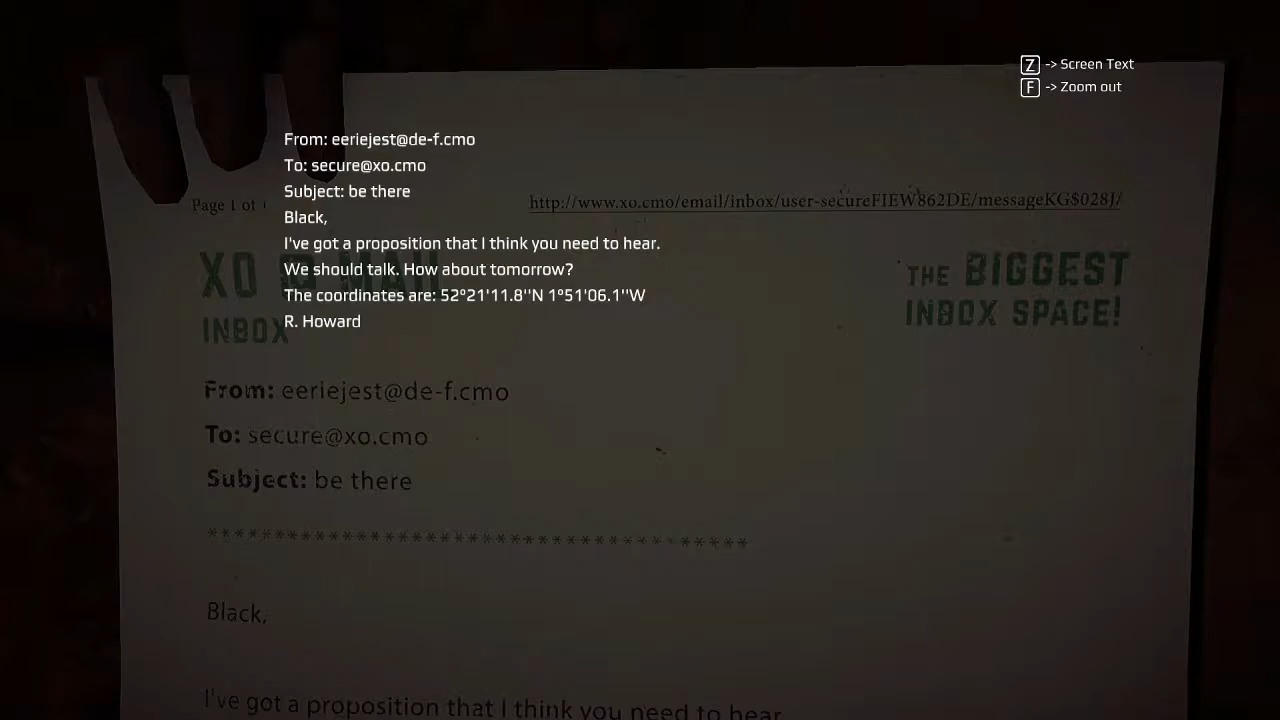 Z -> Screen Text
F -> Zoom out
From: eeriejest@de-f.cmo
To: secure@xo.cmo
Subject: be there
Black,
I've got a proposition that I think you need to hear.
We should talk. How about tomorrow?
The coordinates are: 52°21'11.8''N 1°51'06.1''W
R. Howard
Page 1 of
http://www.xo.cmo/email/inbox/user-secureFIEW862DE/messageKG$028J/
XO MAIL
INBOX
THE BIGGEST
INBOX SPACE!
From: eeriejest@de-f.cmo
To: secure@xo.cmo
Subject: be there
*****************************************
Black,
I've got a proposition that I think you need to hear